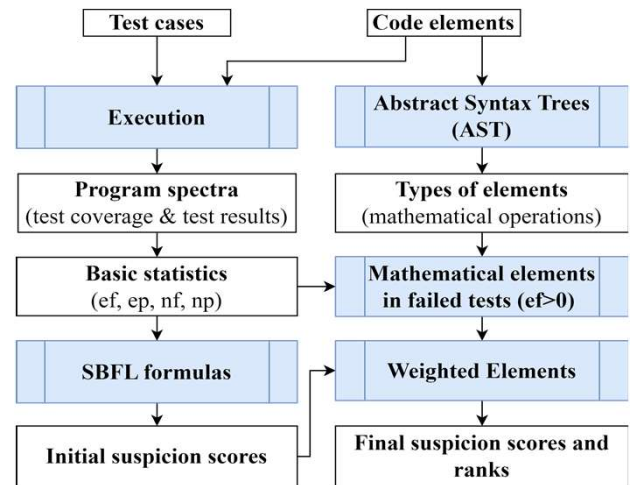 Test cases
Code elements
Execution
Abstract Syntax Trees
(AST)
Program spectra
(test coverage & test results)
Types of elements
(mathematical operations)
Basic statistics
(ef, ep, nf, np)
Mathematical elements
in failed tests (ef>0)
SBFL formulas
Weighted Elements
Initial suspicion scores
Final suspicion scores and
ranks